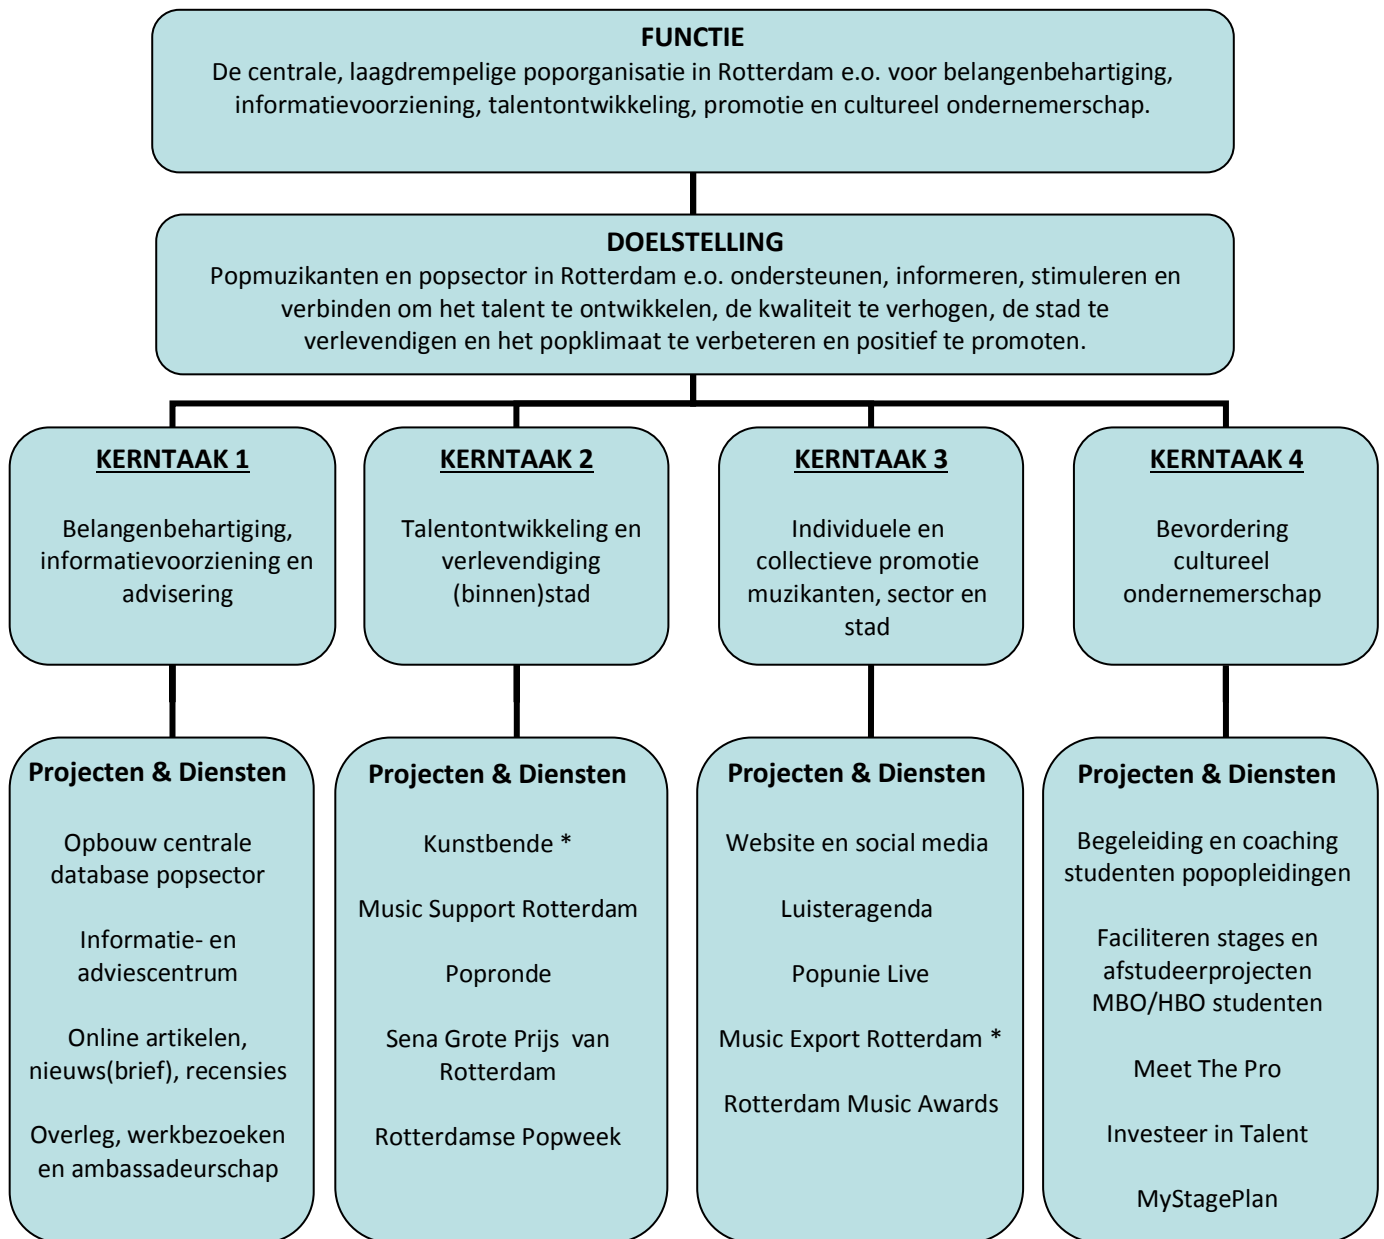 FUNCTIE
De centrale, laagdrempelige poporganisatie in Rotterdam e.o. voor belangenbehartiging,
informatievoorziening, talentontwikkeling, promotie en cultureel ondernemerschap.
DOELSTELLING
Popmuzikanten en popsector in Rotterdam e.o. ondersteunen, informeren, stimuleren en
verbinden om het talent te ontwikkelen, de kwaliteit te verhogen, de stad te
verlevendigen en het popklimaat te verbeteren en positief te promoten.
KERNTAAK 1
Belangenbehartiging,
informatievoorziening en
advisering
KERNTAAK 2
Talentontwikkeling en
verlevendiging
(binnen)stad
KERNTAAK 3
Individuele en
collectieve promotie
muzikanten, sector en
stad
KERNTAAK 4
Bevordering
cultureel
ondernemerschap
Projecten & Diensten
Opbouw centrale
database popsector
Informatie- en
adviescentrum
Online artikelen,
nieuws(brief), recensies
Overleg, werkbezoeken
en ambassadeurschap
Projecten & Diensten
Kunstbende *
Music Support Rotterdam
Popronde
Sena Grote Prijs van
Rotterdam
Rotterdamse Popweek
Projecten & Diensten
Website en social media
Luisteragenda
Popunie Live
Music Export Rotterdam *
Rotterdam Music Awards
Projecten & Diensten
Begeleiding en coaching
studenten popopleidingen
Faciliteren stages en
afstudeerprojecten
MBO/HBO studenten
Meet The Pro
Investeer in Talent
MyStagePlan